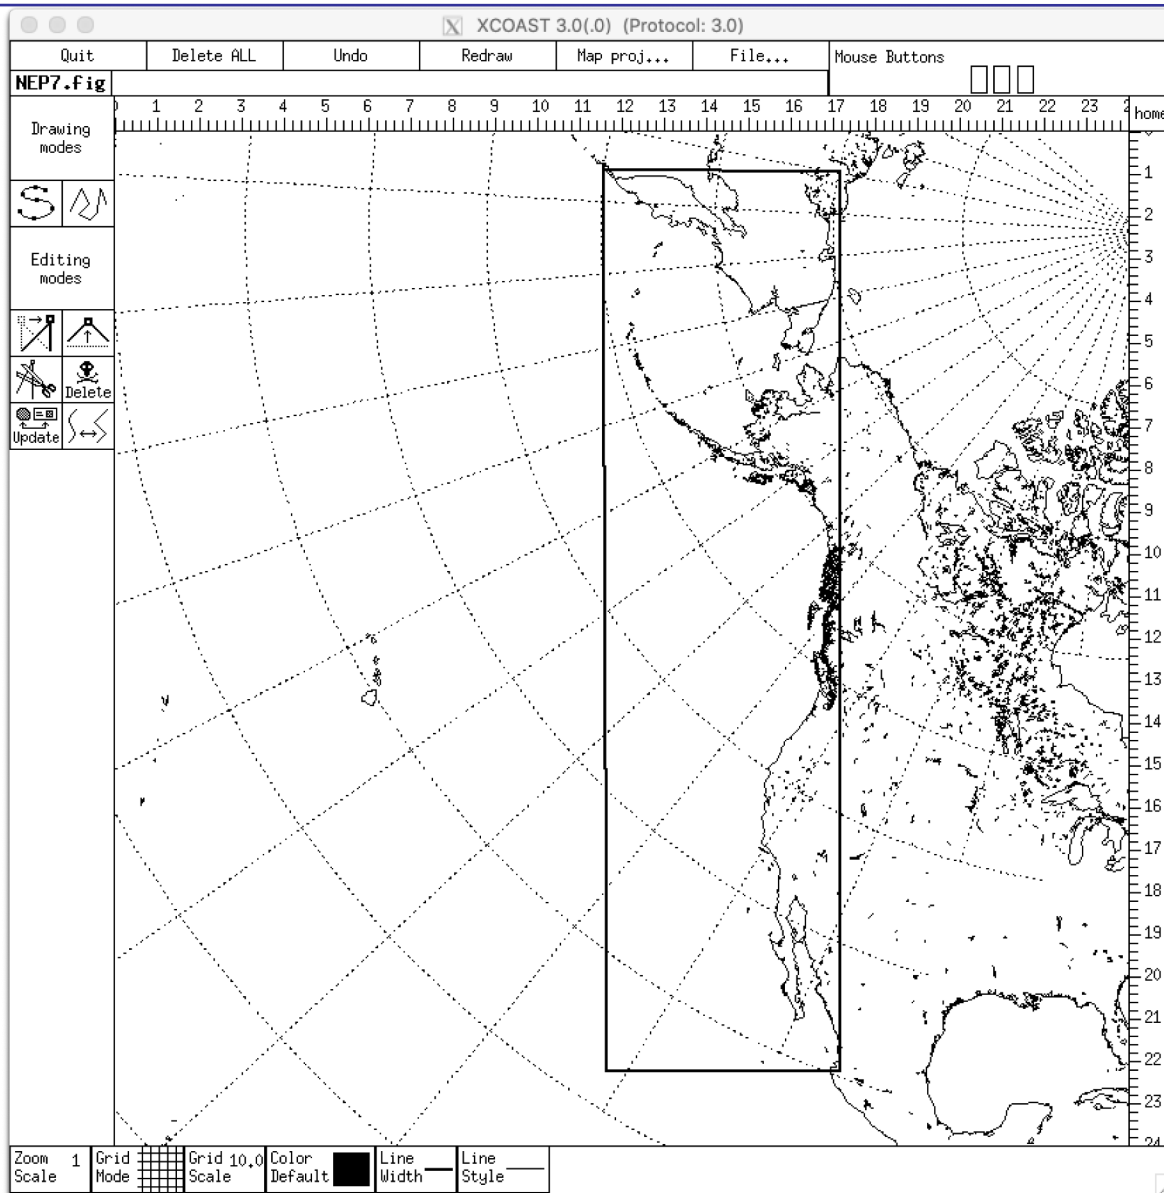 XCOAST 3.0(.0) (Protocol: 3.0)
Quit Delete ALL Undo Redraw Map proj... File... Mouse Buttons
NEP7.fig
1 2 3 4 5 6 7 8 9 10 11 12 13 14 15 16 17 18 19 20 21 22 23 home
Drawing
modes
1
2
3
Editing
modes
4
5
6
Delete
7
Update
8
9
10
11
12
13
14
15
16
17
18
19
20
21
22
23
24
Zoom 1 Grid Grid 10.0 Color Line Line
Scale Mode Scale Default Width Style